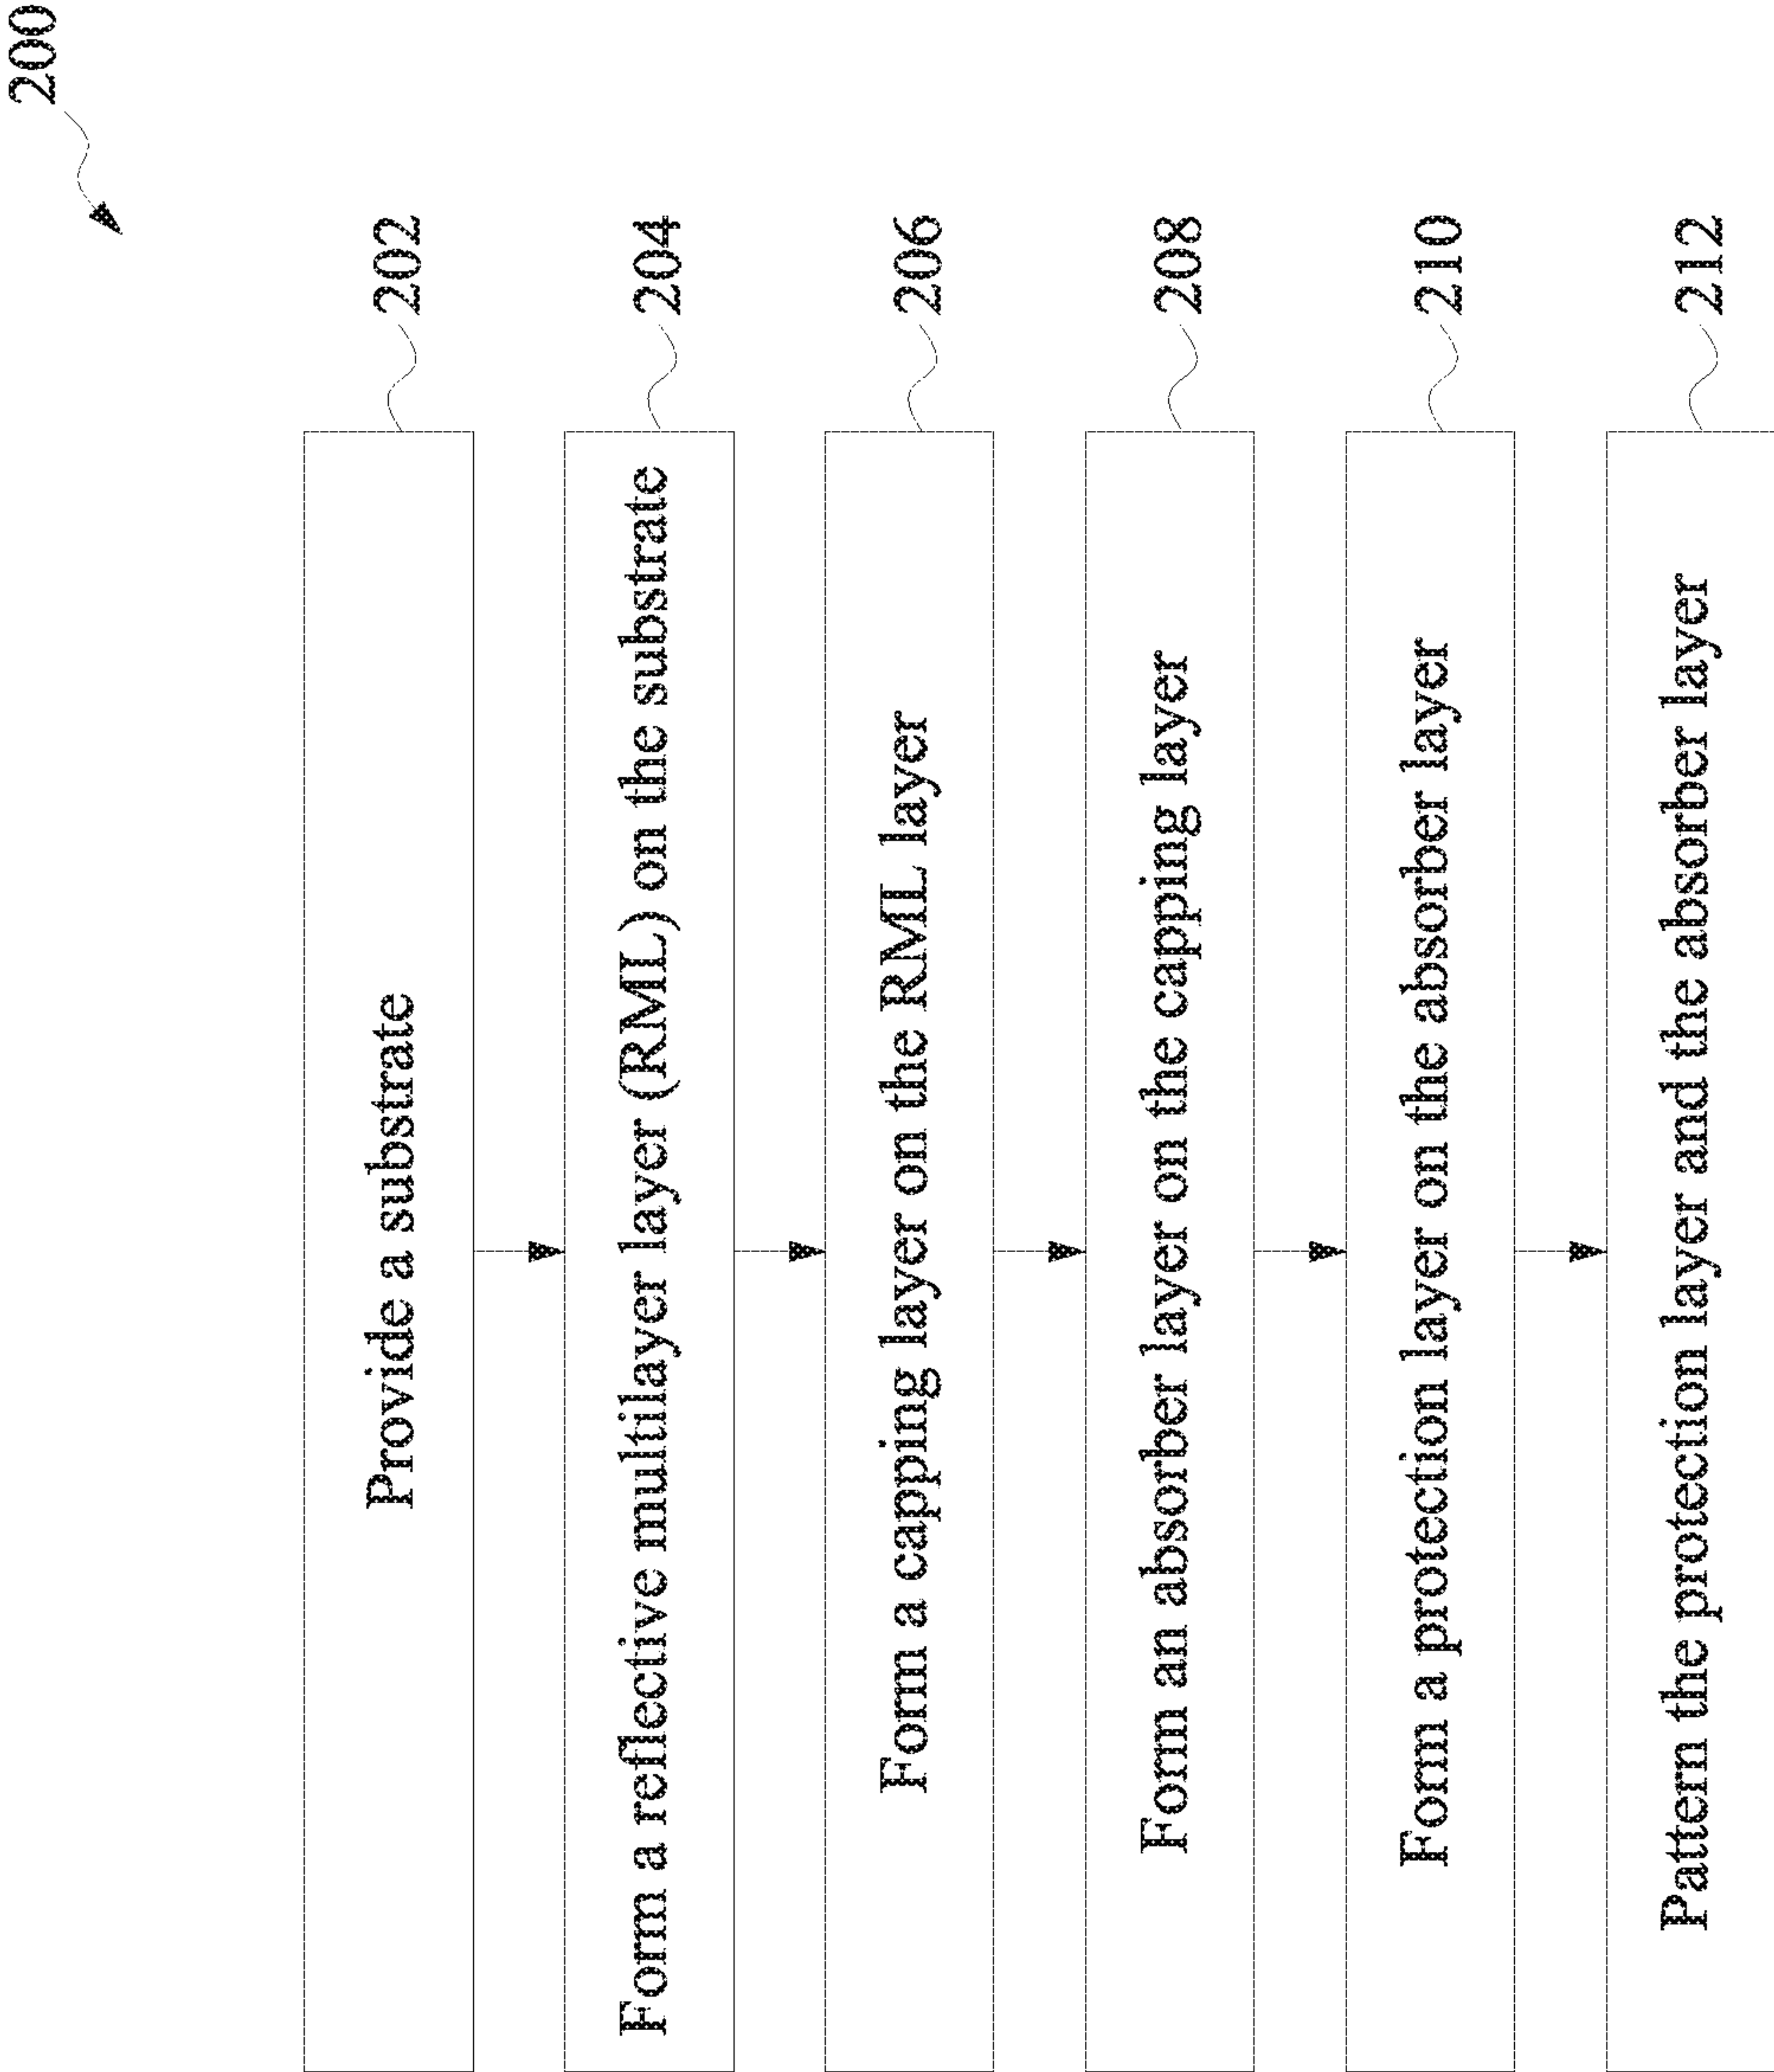 200
Provide a substrate
202
Form a reflective multilayer layer (RML) on the substrate
204
Form a capping layer on the RML layer
206
Form an absorber layer on the capping layer
208
Form a protection layer on the absorber layer
210
Pattern the protection layer and the absorber layer
212